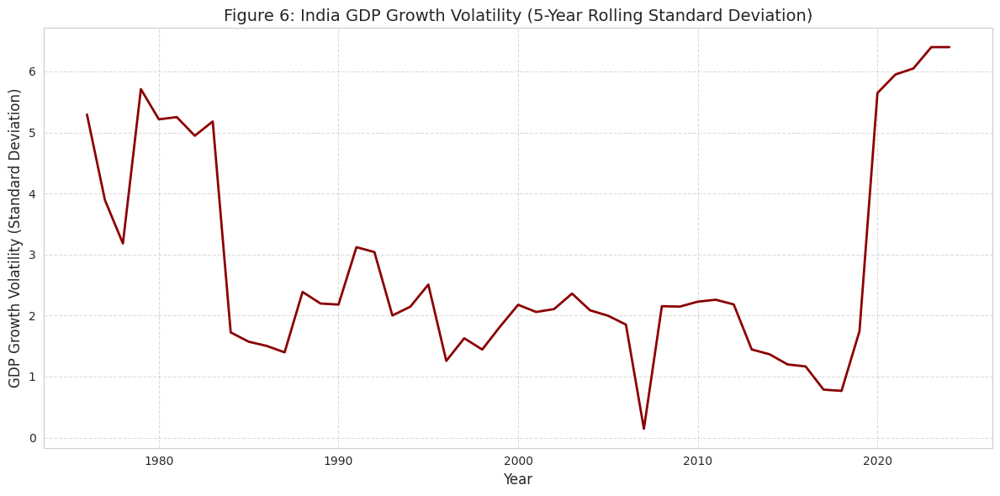 Figure 6: India GDP Growth Volatility (5-Year Rolling Standard Deviation)
GDP Growth Volatility (Standard Deviation)
6
5
4
3
2
1
0
1980 1990 2000 2010 2020
Year